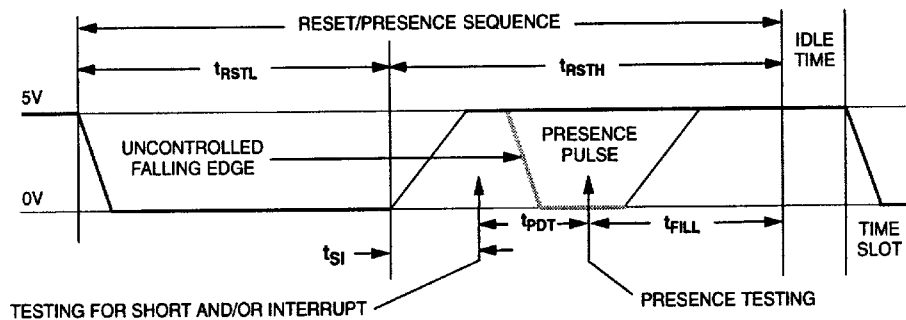 RESET/PRESENCE SEQUENCE
IDLE
TIME
tRSTL
tRSTH
5V
UNCONTROLLED
FALLING EDGE
PRESENCE
PULSE
0V
tPDT
tFILL
TIME
SLOT
tSI
TESTING FOR SHORT AND/OR INTERRUPT
PRESENCE TESTING